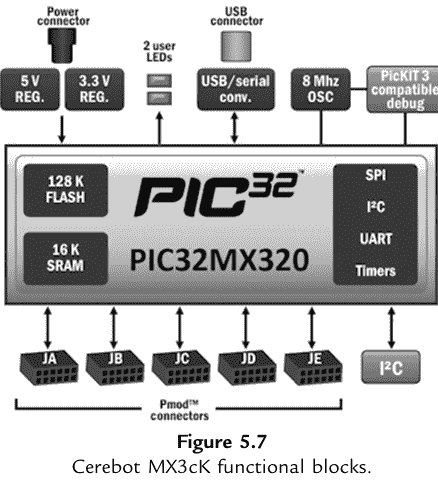 Power
connector
USB
connector
2 user
LEDs
5 V
REG.
3.3 V
REG.
USB/serial
conv.
8 Mhz
OSC
PicKIT 3
compatible
debug
128 K
FLASH
16 K
SRAM
PIC32™
PIC32MX320
SPI
I²C
UART
Timers
JA
JB
JC
JD
JE
I²C
Pmod™
connectors
Figure 5.7
Cerebot MX3cK functional blocks.